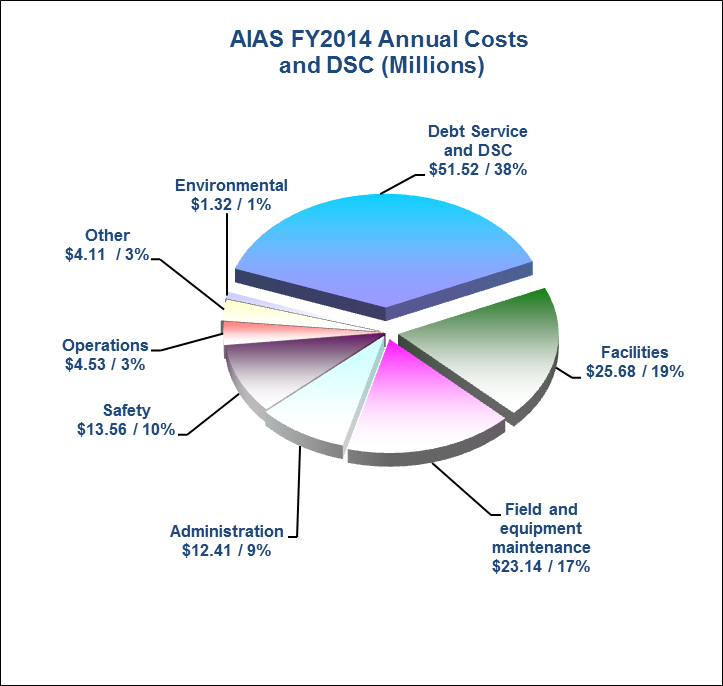 AIAS FY2014 Annual Costs
and DSC (Millions)
Debt Service
and DSC
$51.52 / 38%
Environmental
$1.32 / 1%
Other
$4.11 / 3%
Operations
$4.53 / 3%
Facilities
$25.68 / 19%
Safety
$13.56 / 10%
Administration
$12.41 / 9%
Field and
equipment
maintenance
$23.14 / 17%